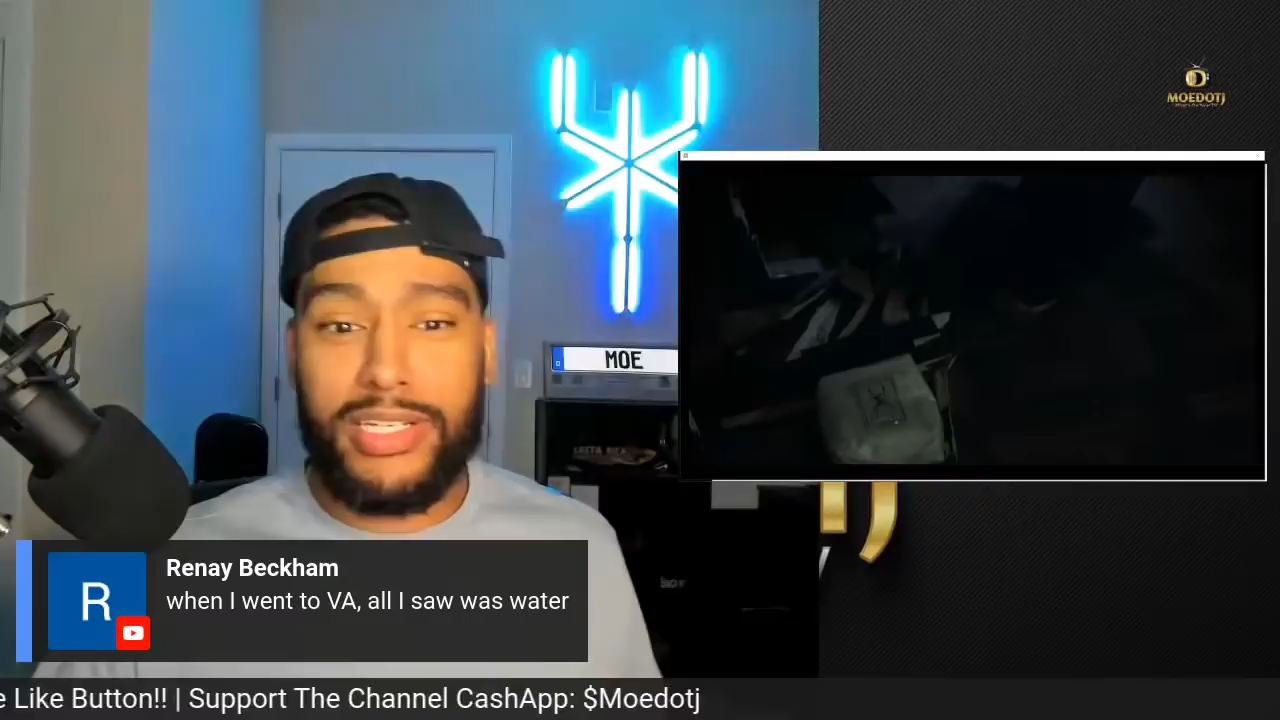 MOEDOTJ
MOE
R
Renay Beckham
when I went to VA, all I saw was water
e Like Button!! | Support The Channel CashApp: $Moedotj